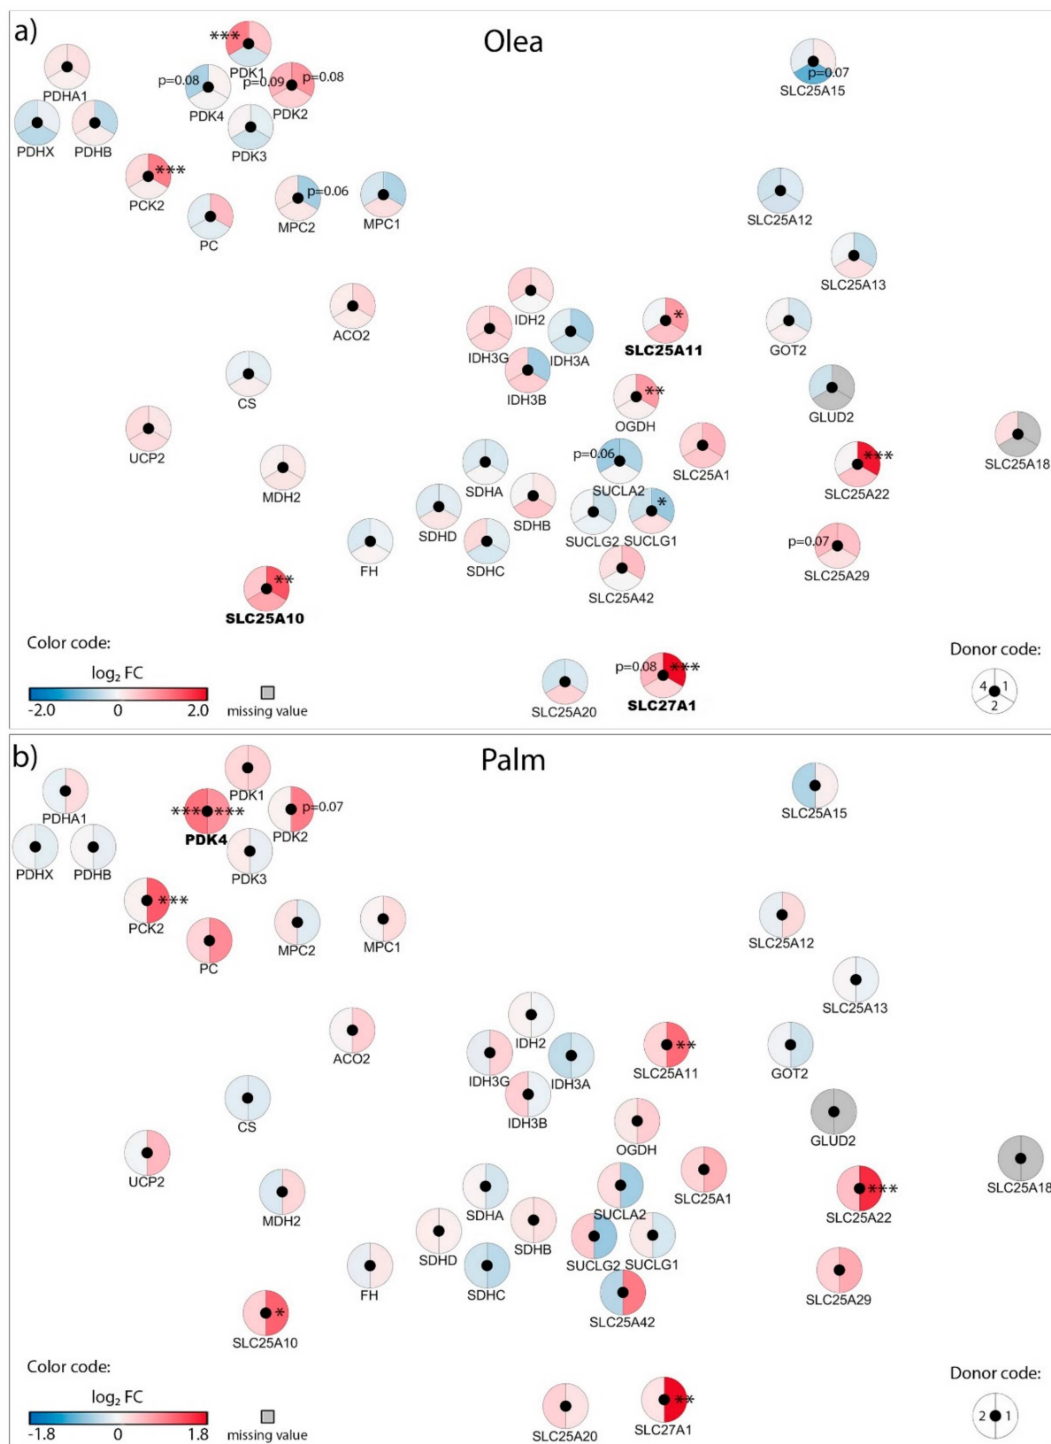 a)
Olea
***
PDK1
PDHA1
p=0.08
p=0.09
p=0.08
PDK4
PDK2
p=0.07
SLC25A15
PDHX
PDHB
PDK3
PCK2
***
PC
p=0.06
MPC2
MPC1
SLC25A12
SLC25A13
ACO2
IDH2
IDH3G
IDH3A
*
SLC25A11
GOT2
IDH3B
CS
**
OGDH
GLUD2
UCP2
MDH2
SDHA
p=0.06
SUCLA2
SLC25A1
***
SLC25A22
SLC25A18
SDHD
SDHB
SUCLG2
*
SUCLG1
FH
SDHC
SLC25A42
p=0.07
SLC25A29
**
SLC25A10
Color code:
log₂ FC
-2.0 0 2.0
missing value
SLC25A20
p=0.08
***
SLC27A1
Donor code:
4 1
2
b)
Palm
PDK1
PDHA1
*** ***
PDK4
p=0.07
PDK2
SLC25A15
PDHX
PDHB
PDK3
***
PCK2
PC
MPC2
MPC1
SLC25A12
SLC25A13
ACO2
IDH2
IDH3G
IDH3A
**
SLC25A11
GOT2
IDH3B
CS
OGDH
GLUD2
UCP2
MDH2
SDHA
SUCLA2
SLC25A1
***
SLC25A22
SLC25A18
SDHD
SDHB
SUCLG2
SUCLG1
FH
SDHC
SLC25A42
SLC25A29
*
SLC25A10
Color code:
log₂ FC
-1.8 0 1.8
missing value
SLC25A20
**
SLC27A1
Donor code:
2 1